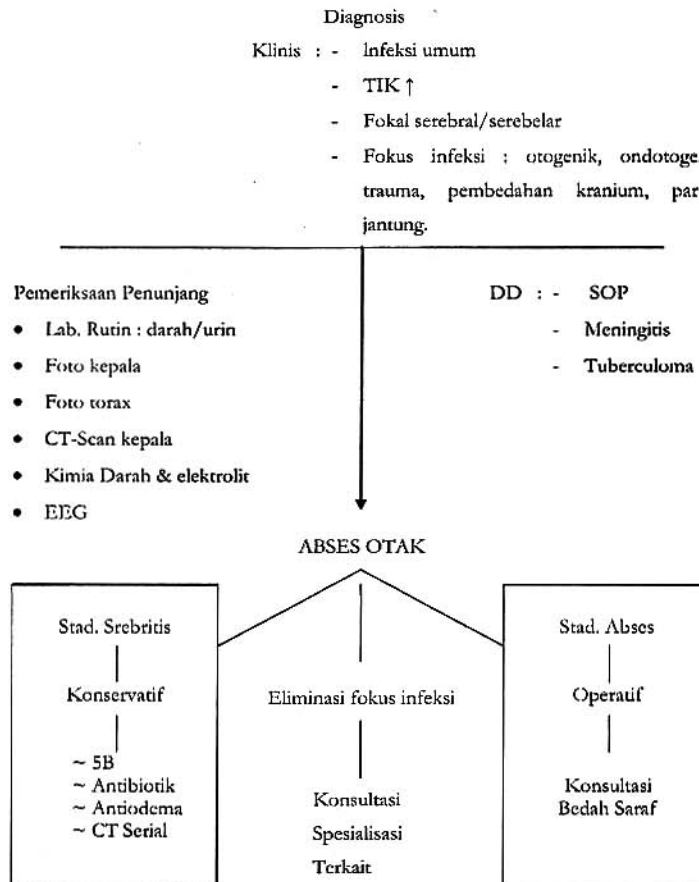 Diagnosis
Klinis : - Infeksi umum
- TIK ↑
- Fokal serebral/serebelar
- Fokus infeksi : otogenik, ondotoge
trauma, pembedahan kranium, par
jantung.
Pemeriksaan Penunjang
• Lab. Rutin : darah/urin
• Foto kepala
• Foto torax
• CT-Scan kepala
• Kimia Darah & elektrolit
• EEG
DD : - SOP
- Meningitis
- Tuberculoma
ABSES OTAK
Stad. Srebritis
Konservatif
~ 5B
~ Antibiotik
~ Antiodema
~ CT Serial
Eliminasi fokus infeksi
Konsultasi
Spesialisasi
Terkait
Stad. Abses
Operatif
Konsultasi
Bedah Saraf